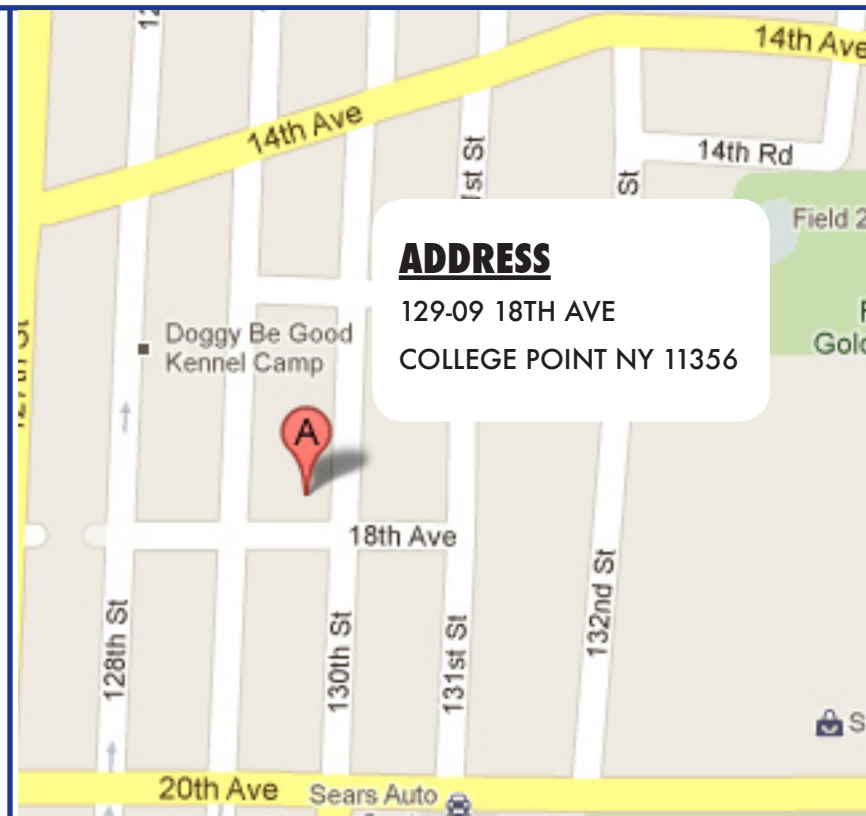 14th Ave
14th Ave
14th Rd
St
Field 2
ADDRESS
129-09 18TH AVE
COLLEGE POINT NY 11356
Doggy Be Good
Kennel Camp
A
18th Ave
128th St
130th St
131st St
132nd St
20th Ave
Sears Auto